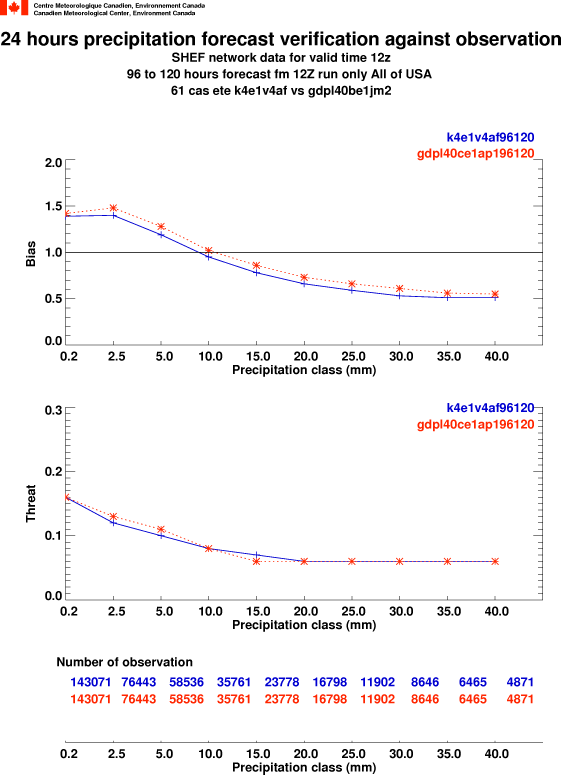 Centre Meteorologique Canadien, Environnement Canada
Canadian Meteorological Center, Environment Canada
24 hours precipitation forecast verification against observation
SHEF network data for valid time 12z
96 to 120 hours forecast fm 12Z run only All of USA
61 cas ete k4e1v4af vs gdpl40be1jm2
k4e1v4af96120
gdpl40ce1ap196120
2.0
1.5
1.0
0.5
0.0
Bias
0.2 2.5 5.0 10.0 15.0 20.0 25.0 30.0 35.0 40.0
Precipitation class (mm)
k4e1v4af96120
gdpl40ce1ap196120
0.3
0.2
0.1
0.0
Threat
0.2 2.5 5.0 10.0 15.0 20.0 25.0 30.0 35.0 40.0
Precipitation class (mm)
Number of observation
143071 76443 58536 35761 23778 16798 11902 8646 6465 4871
143071 76443 58536 35761 23778 16798 11902 8646 6465 4871
0.2 2.5 5.0 10.0 15.0 20.0 25.0 30.0 35.0 40.0
Precipitation class (mm)